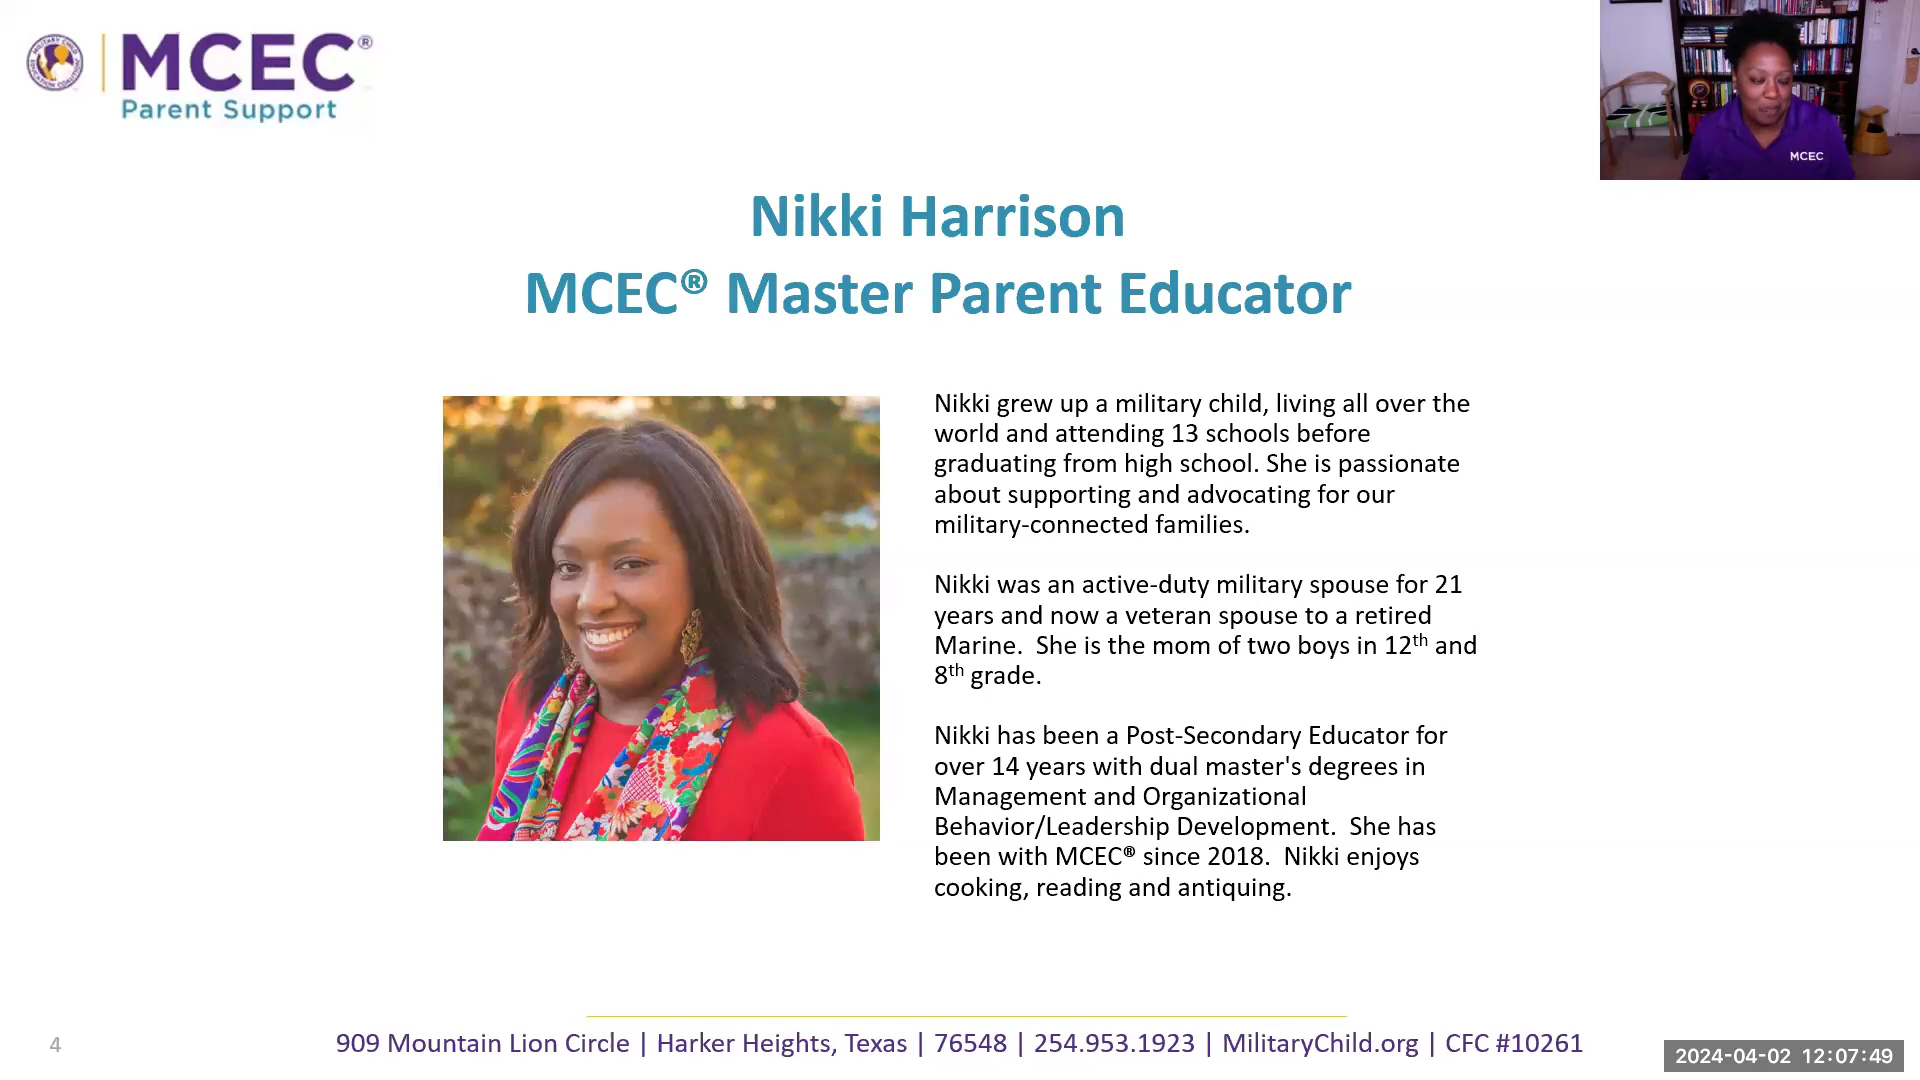 MCEC®
Parent Support
MCEC
Nikki Harrison
MCEC® Master Parent Educator
Nikki grew up a military child, living all over the
world and attending 13 schools before
graduating from high school. She is passionate
about supporting and advocating for our
military-connected families.
Nikki was an active-duty military spouse for 21
years and now a veteran spouse to a retired
Marine.  She is the mom of two boys in 12th and
8th grade.
Nikki has been a Post-Secondary Educator for
over 14 years with dual master's degrees in
Management and Organizational
Behavior/Leadership Development.  She has
been with MCEC® since 2018.  Nikki enjoys
cooking, reading and antiquing.
4
909 Mountain Lion Circle | Harker Heights, Texas | 76548 | 254.953.1923 | MilitaryChild.org | CFC #10261
2024-04-02 12:07:49